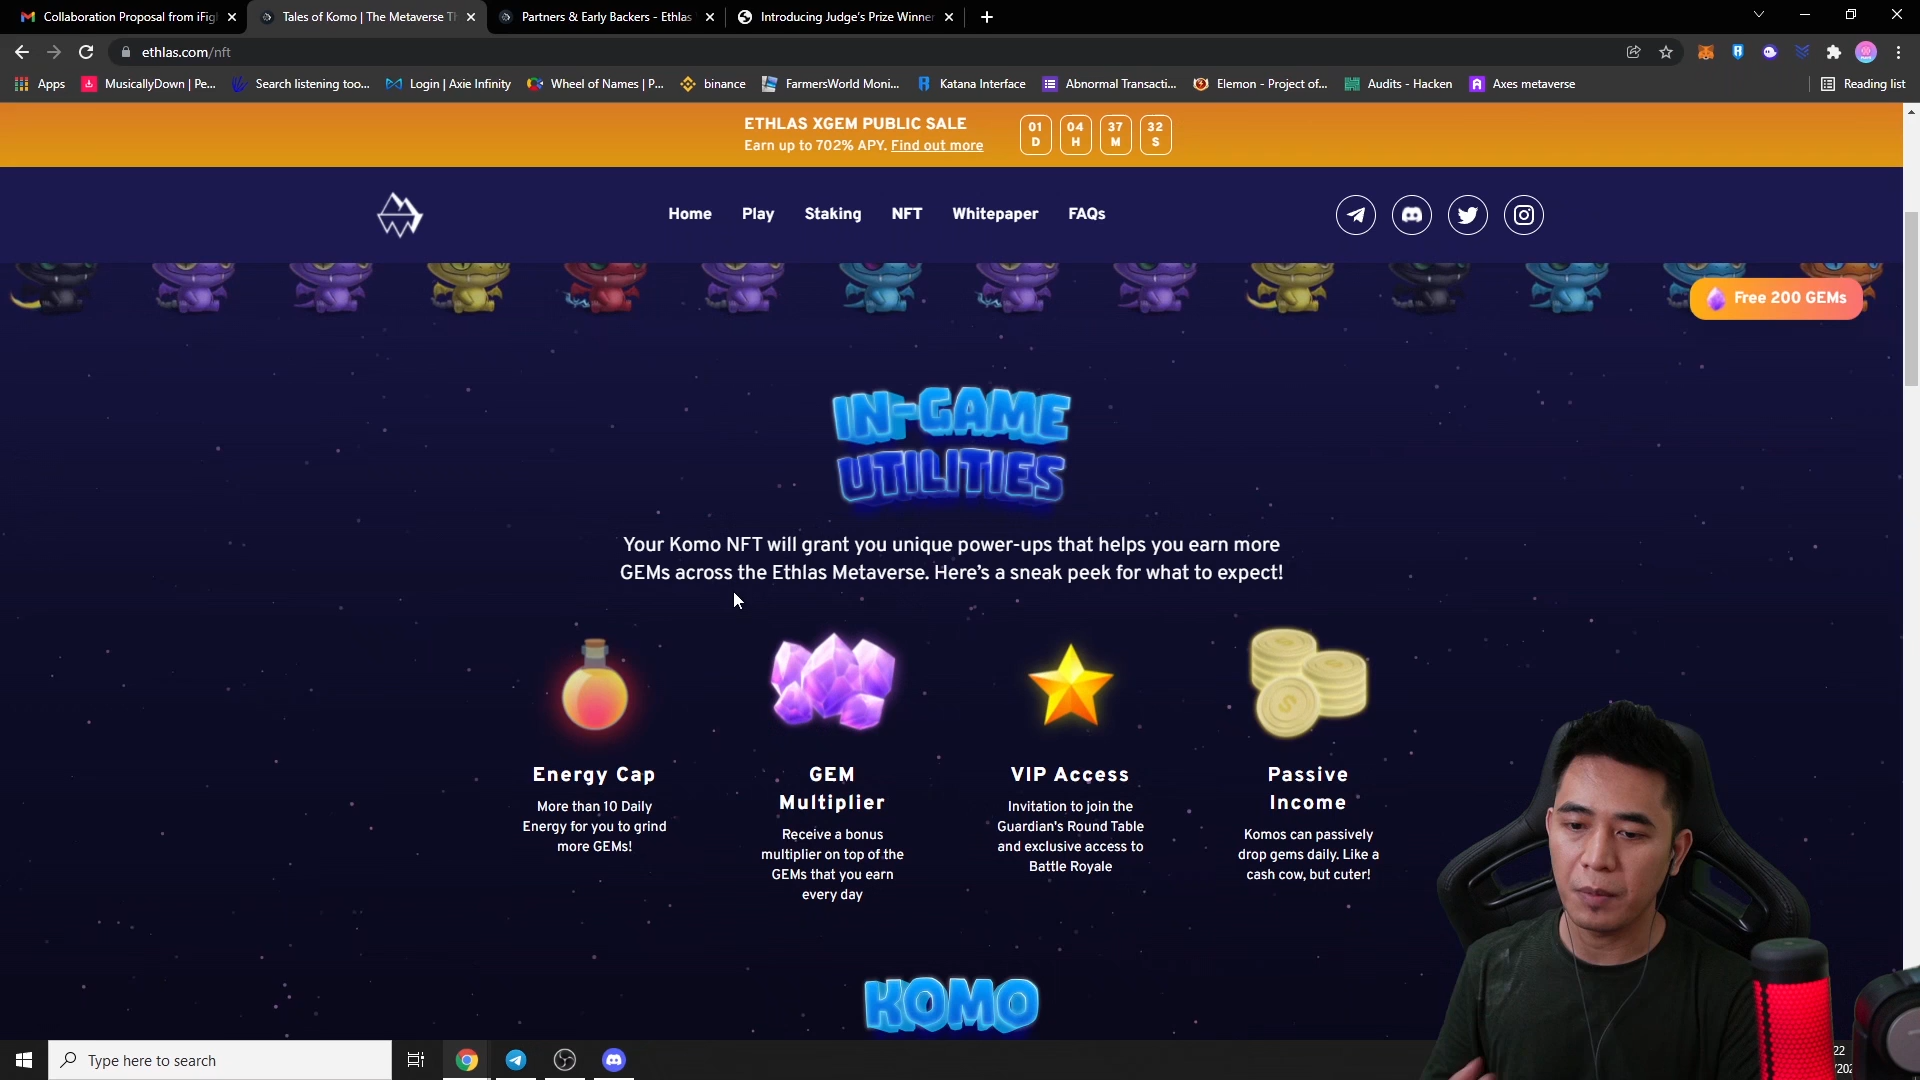 Collaboration Proposal from iFig
Tales of Komo | The Metaverse Th
Partners & Early Backers - Ethlas
Introducing Judge's Prize Winner
ethlas.com/nft
Apps
MusicallyDown | Pe...
Search listening too...
Login | Axie Infinity
Wheel of Names | P...
binance
FarmersWorld Moni...
Katana Interface
Abnormal Transacti...
Elemon - Project of...
Audits - Hacken
Axes metaverse
Reading list
ETHLAS XGEM PUBLIC SALE
Earn up to 702% APY. Find out more
01 D
04 H
37 M
32 S
Home
Play
Staking
NFT
Whitepaper
FAQs
Free 200 GEMs
IN-GAME
UTILITIES
Your Komo NFT will grant you unique power-ups that helps you earn more
GEMs across the Ethlas Metaverse. Here's a sneak peek for what to expect!
Energy Cap
More than 10 Daily
Energy for you to grind
more GEMs!
GEM
Multiplier
Receive a bonus
multiplier on top of the
GEMs that you earn
every day
VIP Access
Invitation to join the
Guardian's Round Table
and exclusive access to
Battle Royale
Passive
Income
Komos can passively
drop gems daily. Like a
cash cow, but cuter!
KOMO
Type here to search